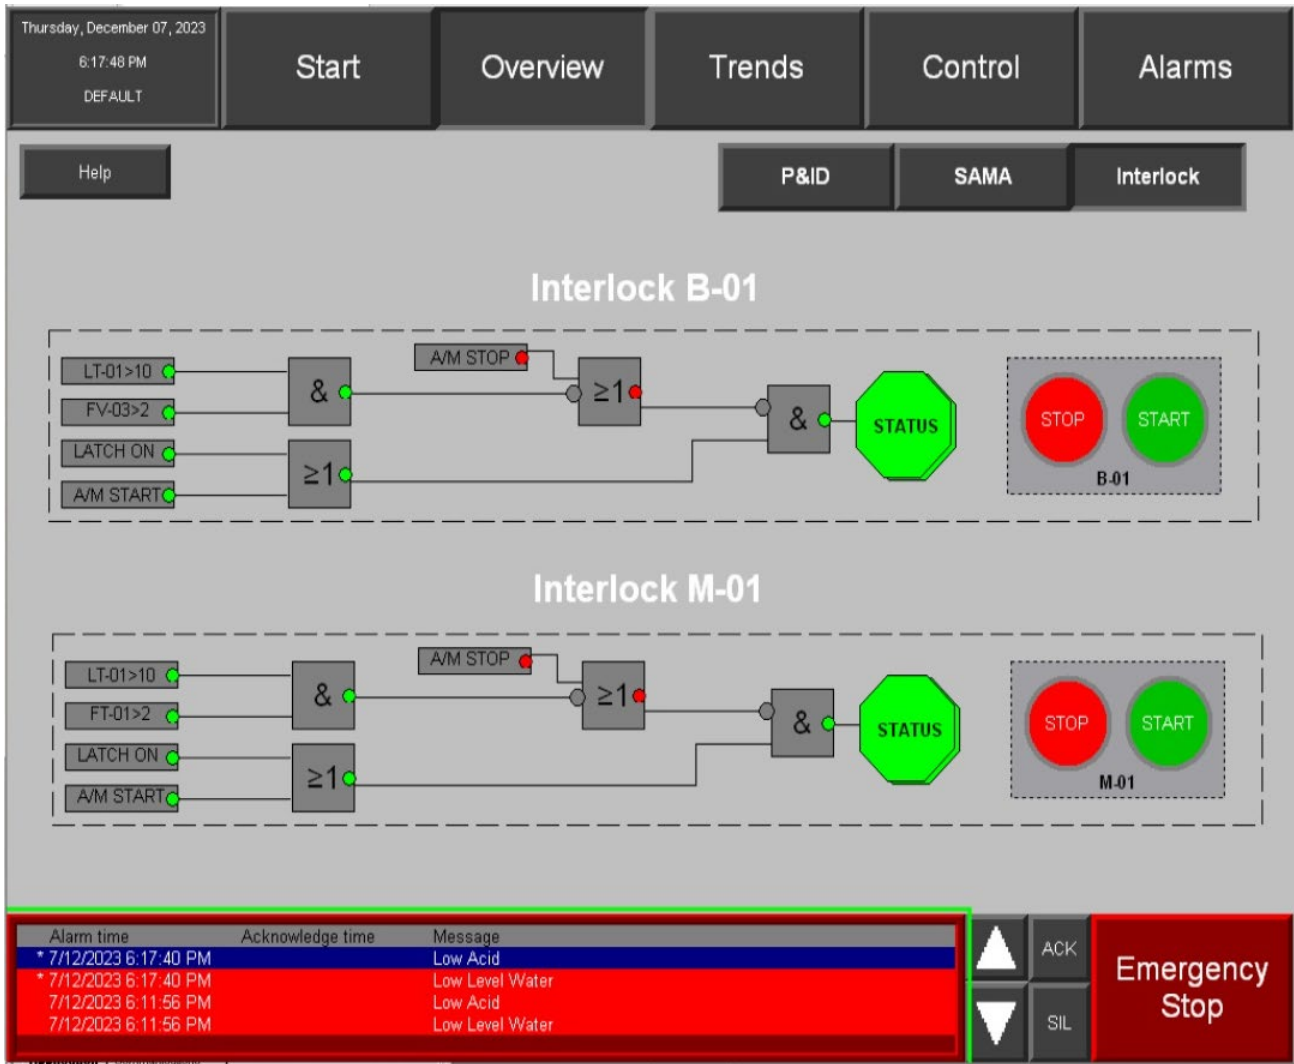 Thursday, December 07, 2023
6:17:48 PM
DEFAULT
Start
Overview
Trends
Control
Alarms
Help
P&ID
SAMA
Interlock
Interlock B-01
LT-01>10
FV-03>2
LATCH ON
A/M START
&
≥1
A/M STOP
≥1
&
STATUS
STOP
START
B-01
Interlock M-01
LT-01>10
FT-01>2
LATCH ON
A/M START
&
≥1
A/M STOP
≥1
&
STATUS
STOP
START
M-01
Alarm time Acknowledge time Message
* 7/12/2023 6:17:40 PM Low Acid
* 7/12/2023 6:17:40 PM Low Level Water
7/12/2023 6:11:56 PM Low Acid
7/12/2023 6:11:56 PM Low Level Water
ACK
SIL
Emergency
Stop